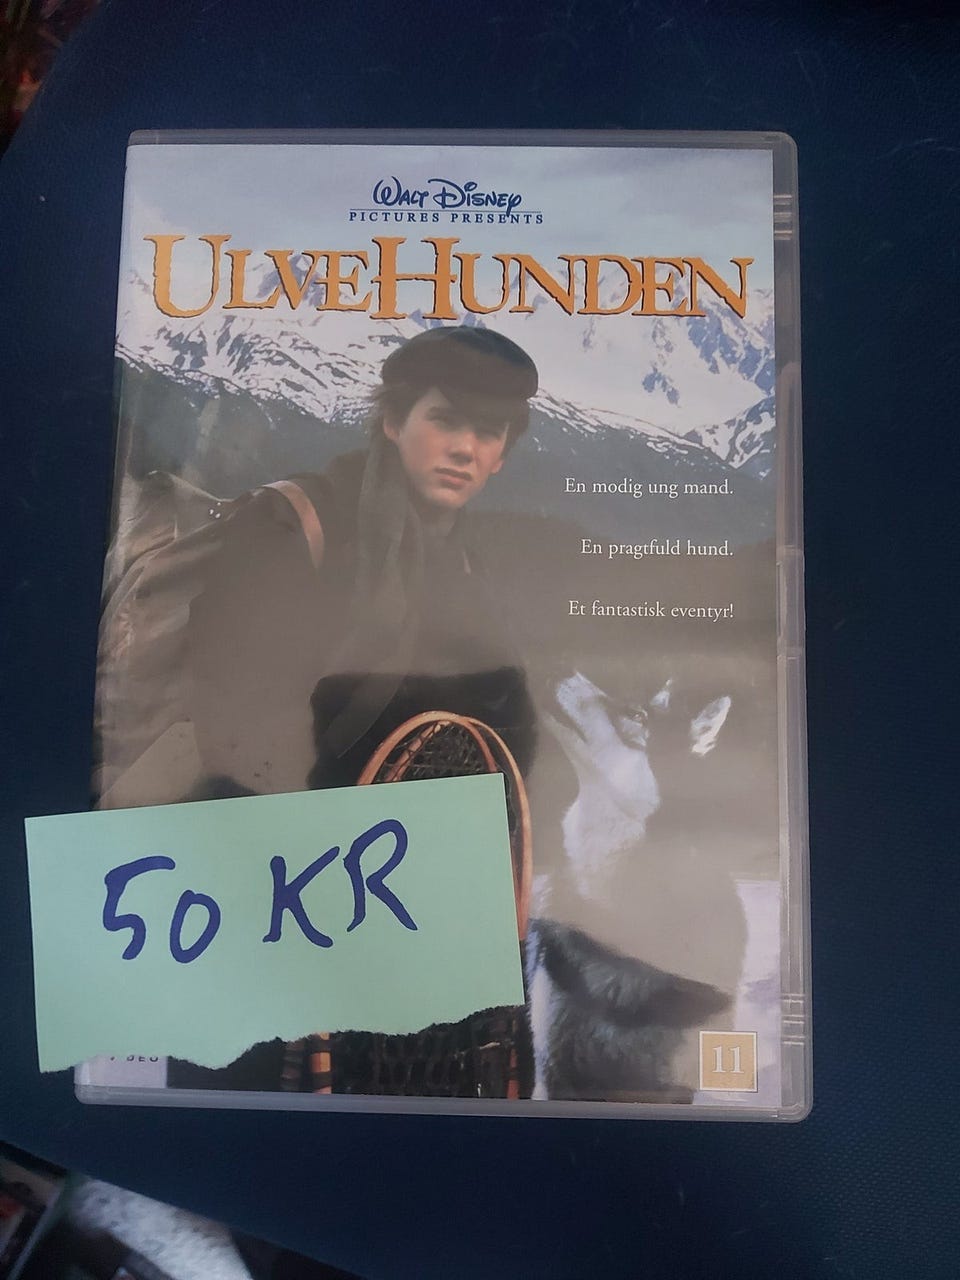 WALT DISNEY
PICTURES PRESENTS
ULVEHUNDEN
En modig ung mand.
En pragtfuld hund.
Et fantastisk eventyr!
50 KR
11